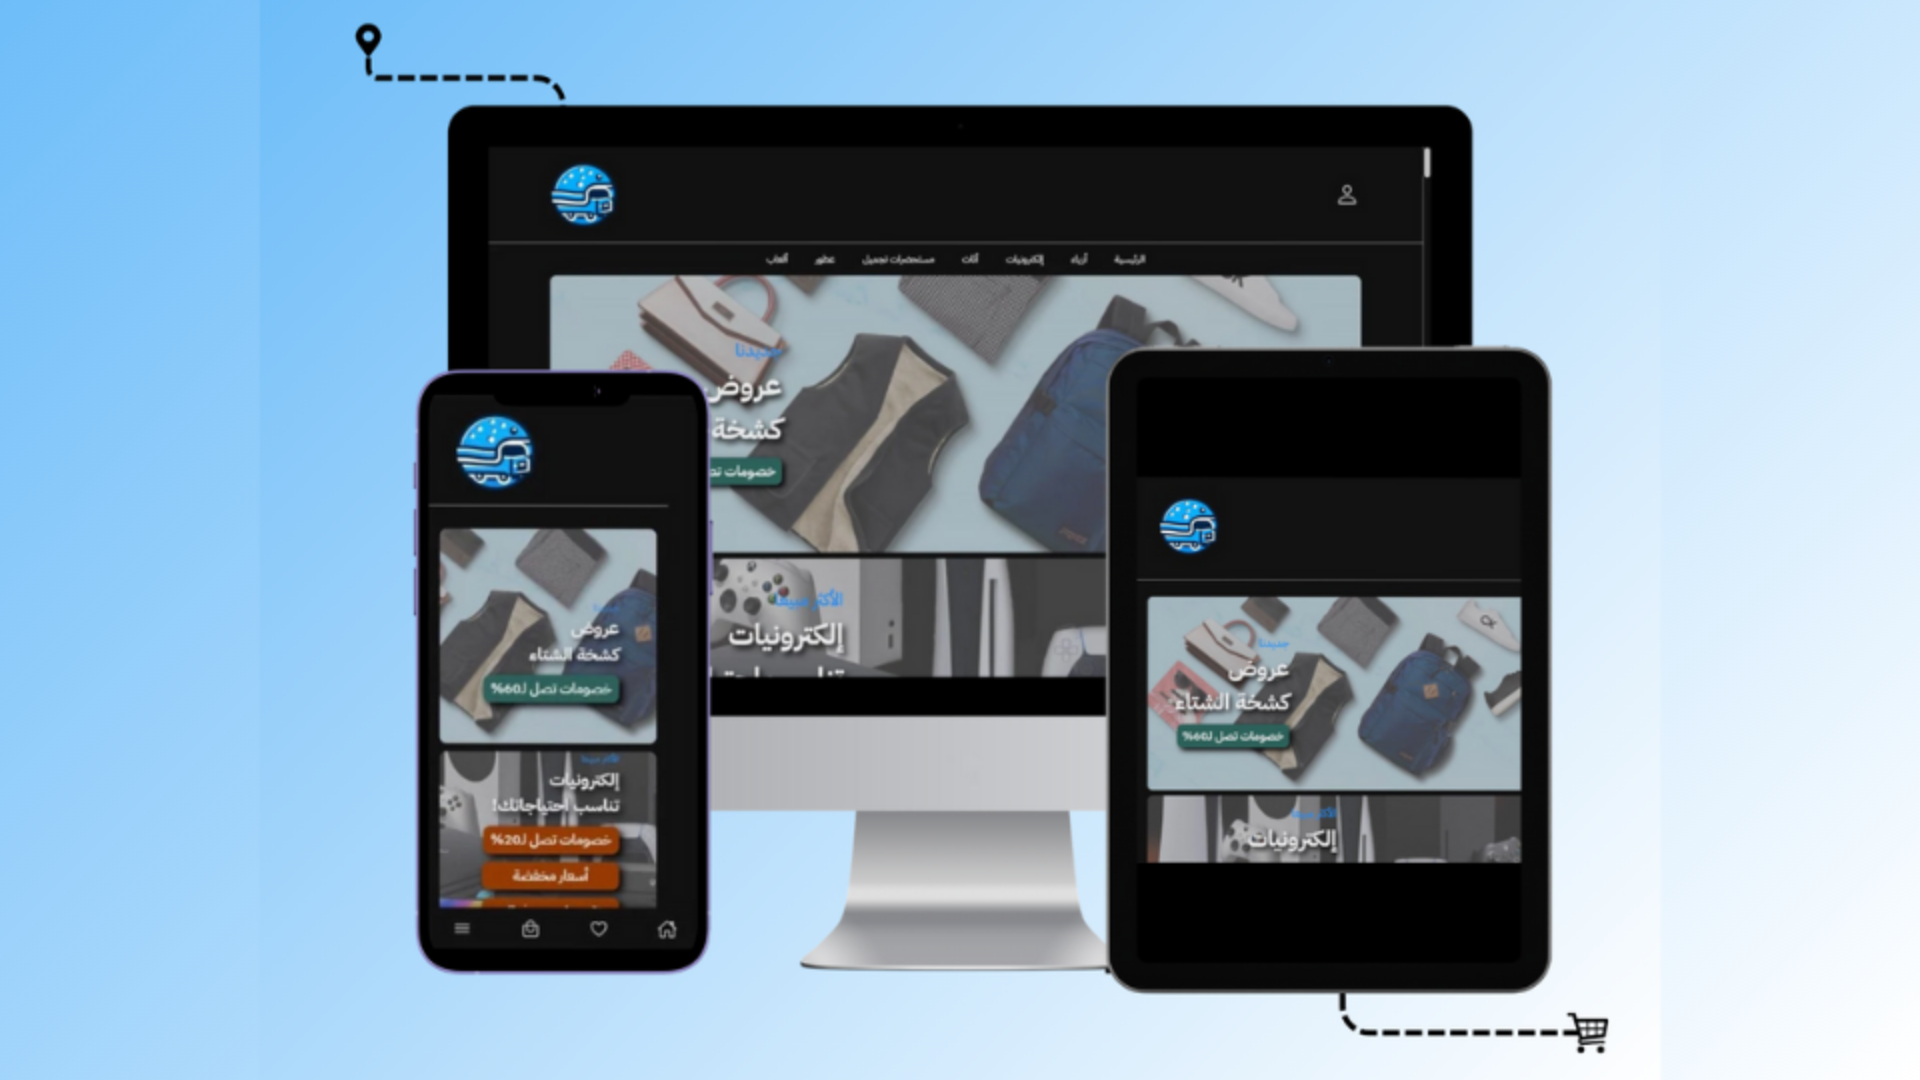 الرئيسية أزياء إلكترونيات أثاث مستحضرات تجميل عطور ألعاب
جديدنا
عروض
كشخة
خصومات تصل
الأكثر مبيعا
إلكترونيات
عروض
كشخة الشتاء
خصومات تصل لـ60%
الأكثر مبيعا
إلكترونيات
تناسب احتياجاتك!
خصومات تصل لـ20%
أسعار مخفضة
جديدنا
عروض
كشخة الشتاء
خصومات تصل لـ60%
الأكثر مبيعا
إلكترونيات
CK